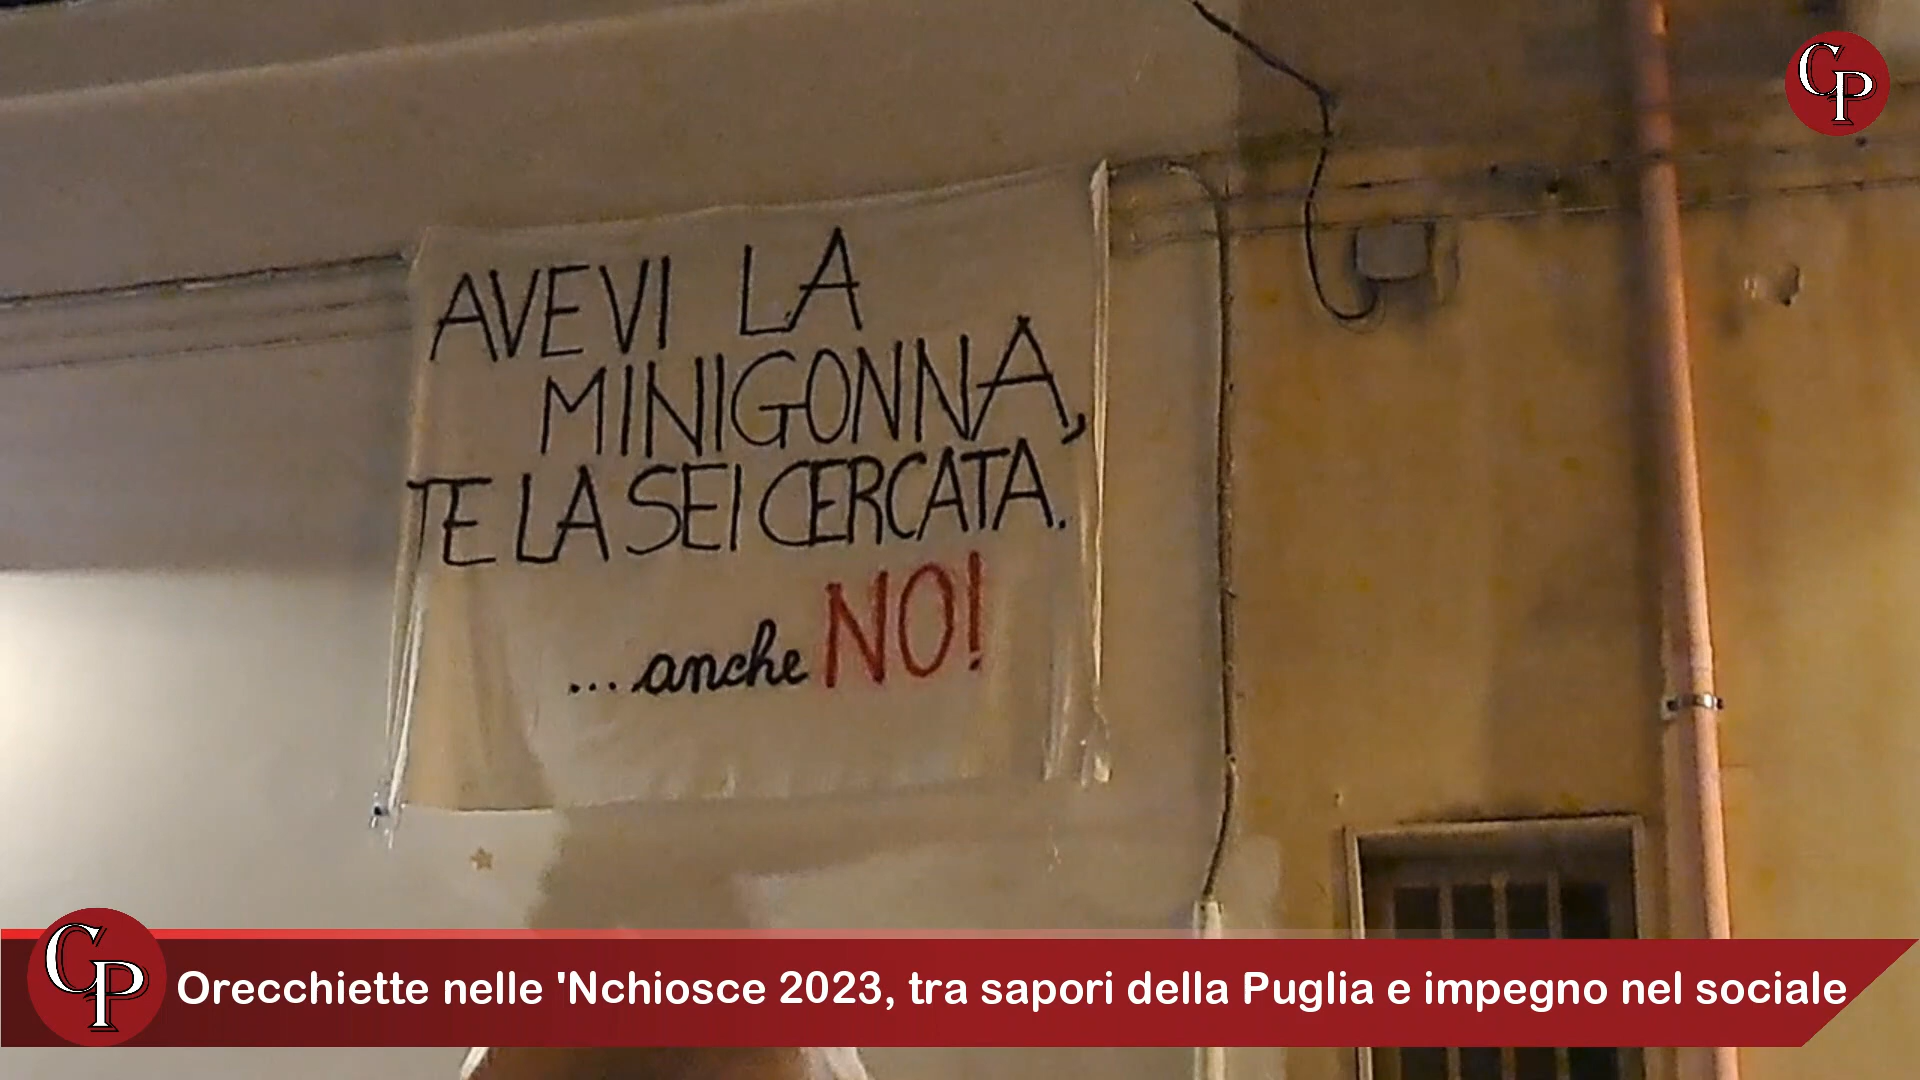 CP
AVEVI LA
MINIGONNA,
TE LA SEI CERCATA.
...anche NO!
CP
Orecchiette nelle 'Nchiosce 2023, tra sapori della Puglia e impegno nel sociale